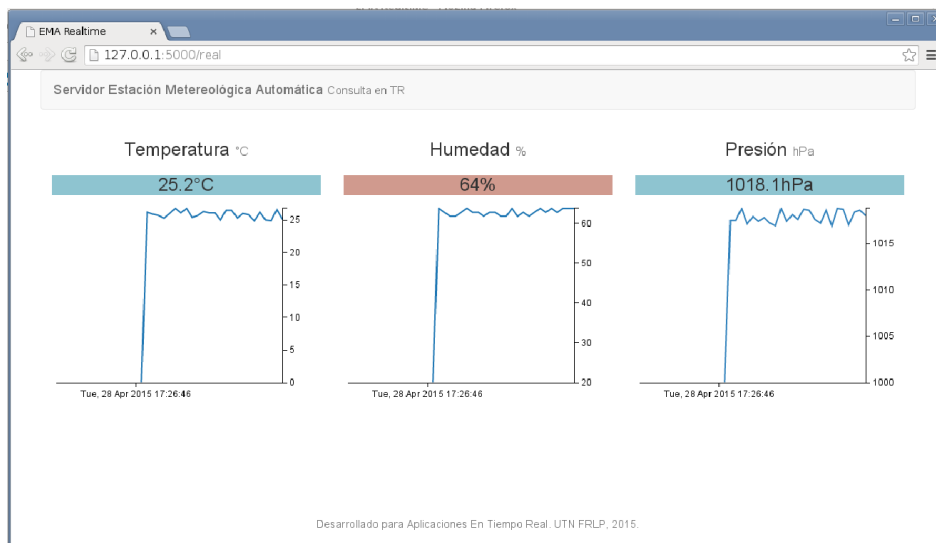 EMA Realtime
127.0.0.1:5000/real
Servidor Estación Metereológica Automática Consulta en TR
Temperatura °C
25.2°C
25
20
15
10
5
0
Tue, 28 Apr 2015 17:26:46
Humedad %
64%
60
50
40
30
20
Tue, 28 Apr 2015 17:26:46
Presión hPa
1018.1hPa
1015
1010
1005
1000
Tue, 28 Apr 2015 17:26:46
Desarrollado para Aplicaciones En Tiempo Real. UTN FRLP, 2015.